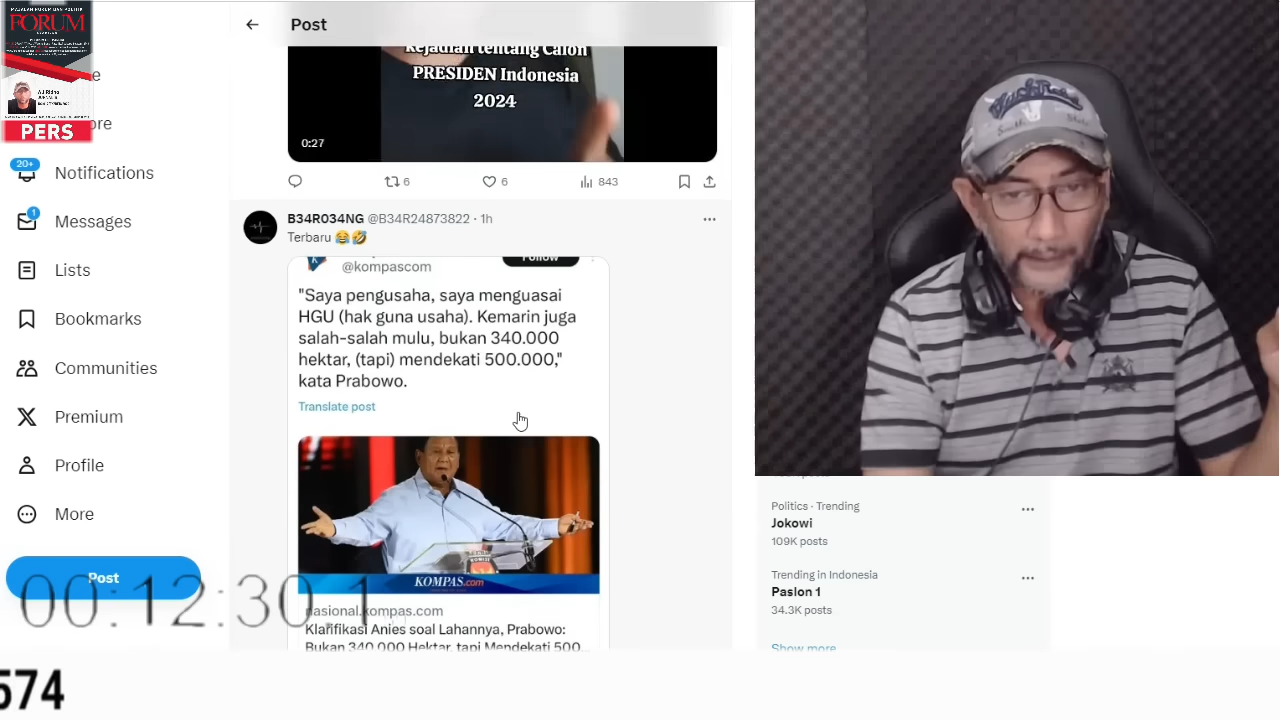 FORUM
PERS
Post
Kejadian tentang Calon
PRESIDEN Indonesia
2024
0:27
6
6
843
20+
Notifications
1
Messages
Lists
Bookmarks
Communities
Premium
Profile
More
Post
B34R034NG @B34R24873822 · 1h
Terbaru 😂🤣
@kompascom
Follow
"Saya pengusaha, saya menguasai
HGU (hak guna usaha). Kemarin juga
salah-salah mulu, bukan 340.000
hektar, (tapi) mendekati 500.000,"
kata Prabowo.
Translate post
KOMPAS.com
nasional.kompas.com
Klarifikasi Anies soal Lahannya, Prabowo:
Bukan 340.000 Hektar, tapi Mendekati 500...
Politics · Trending
Jokowi
109K posts
Trending in Indonesia
Paslon 1
34.3K posts
Show more
00:12:30 1
574